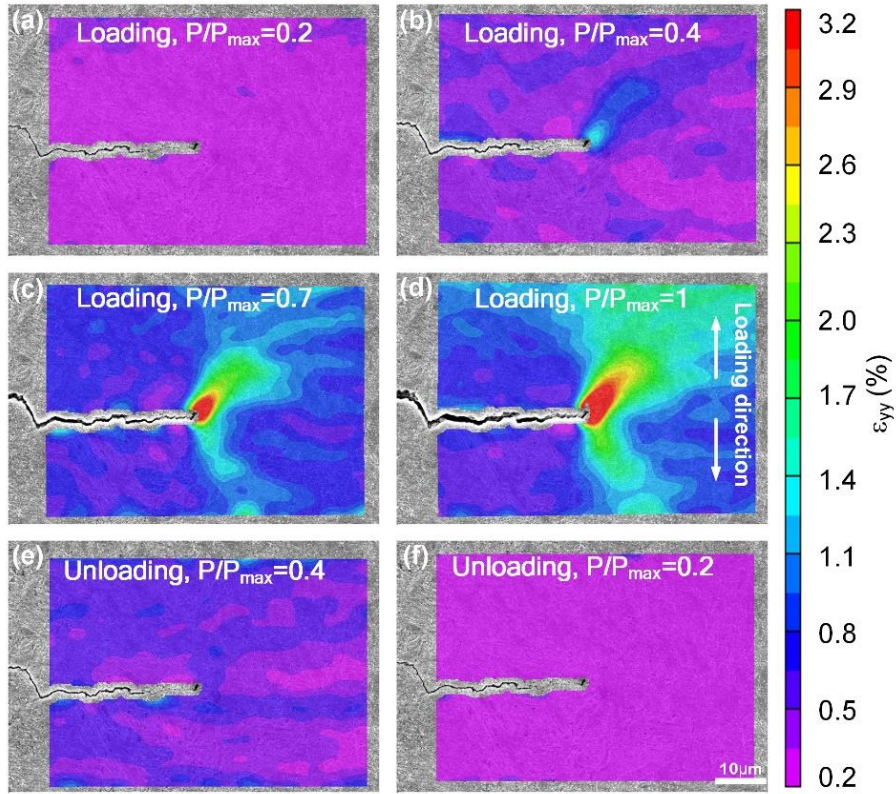 (a)
Loading, P/Pmax=0.2
(b)
Loading, P/Pmax=0.4
(c)
Loading, P/Pmax=0.7
(d)
Loading, P/Pmax=1
Loading direction
(e)
Unloading, P/Pmax=0.4
(f)
Unloading, P/Pmax=0.2
10μm
3.2
2.9
2.6
2.3
2.0
1.7
1.4
1.1
0.8
0.5
0.2
εyy (%)